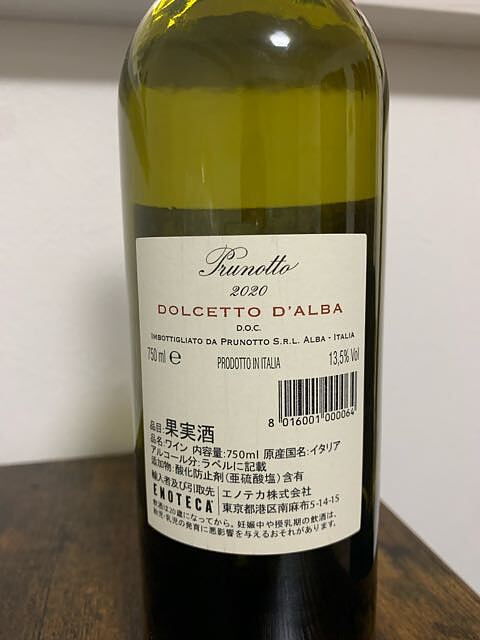 Prunotto
2020
DOLCETTO D'ALBA
D.O.C.
IMBOTTIGLIATO DA PRUNOTTO S.R.L. ALBA - ITALIA
750 ml e PRODOTTO IN ITALIA 13,5% Vol
8 016001 000064
品目:果実酒
品名:ワイン 内容量:750ml 原産国名:イタリア
アルコール分:ラベルに記載
添加物:酸化防止剤(亜硫酸塩)含有
輸入者及び引取先 エノテカ株式会社
ENOTECA 東京都港区南麻布5-14-15
飲酒は20歳になってから。妊娠中や授乳期の飲酒は、
胎児・乳児の発育に悪影響を与えるおそれがあります。